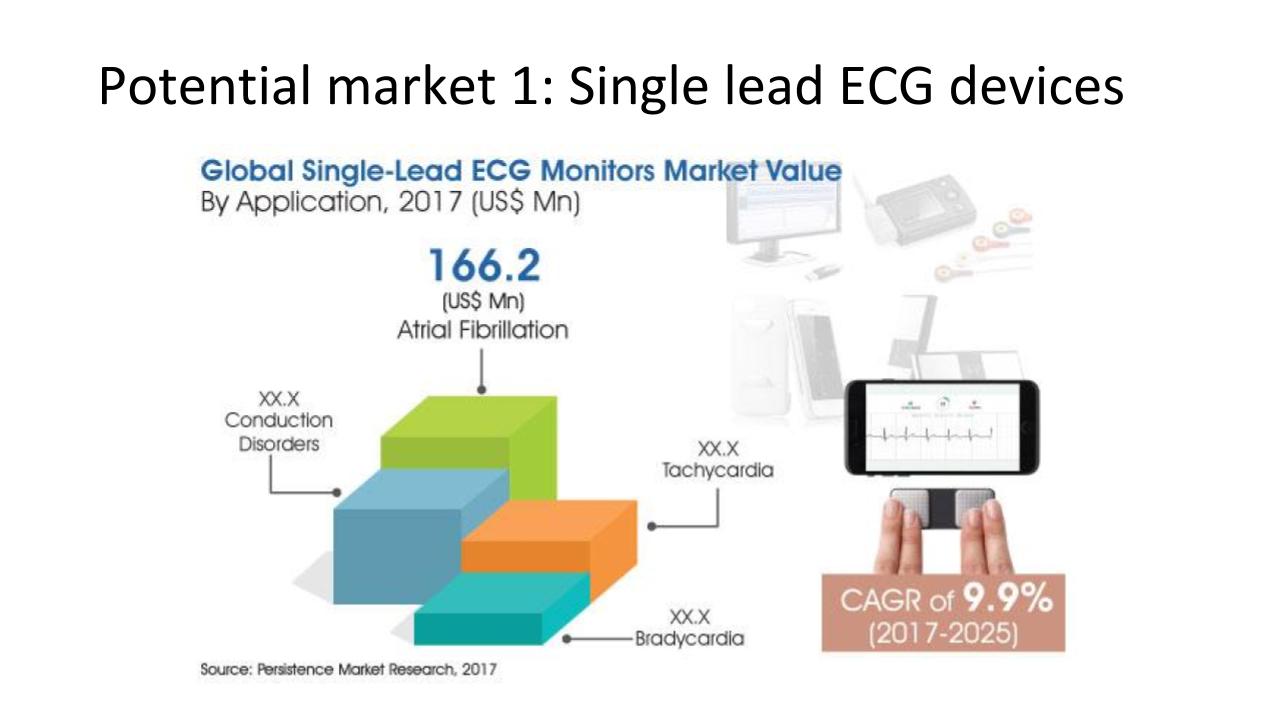 Potential market 1: Single lead ECG devices
Global Single-Lead ECG Monitors Market Value
By Application, 2017 (US$ Mn)
166.2
(US$ Mn)
Atrial Fibrillation
XX.X
Conduction
Disorders
XX.X
Tachycardia
XX.X
Bradycardia
CAGR of 9.9%
(2017-2025)
Source: Persistence Market Research, 2017